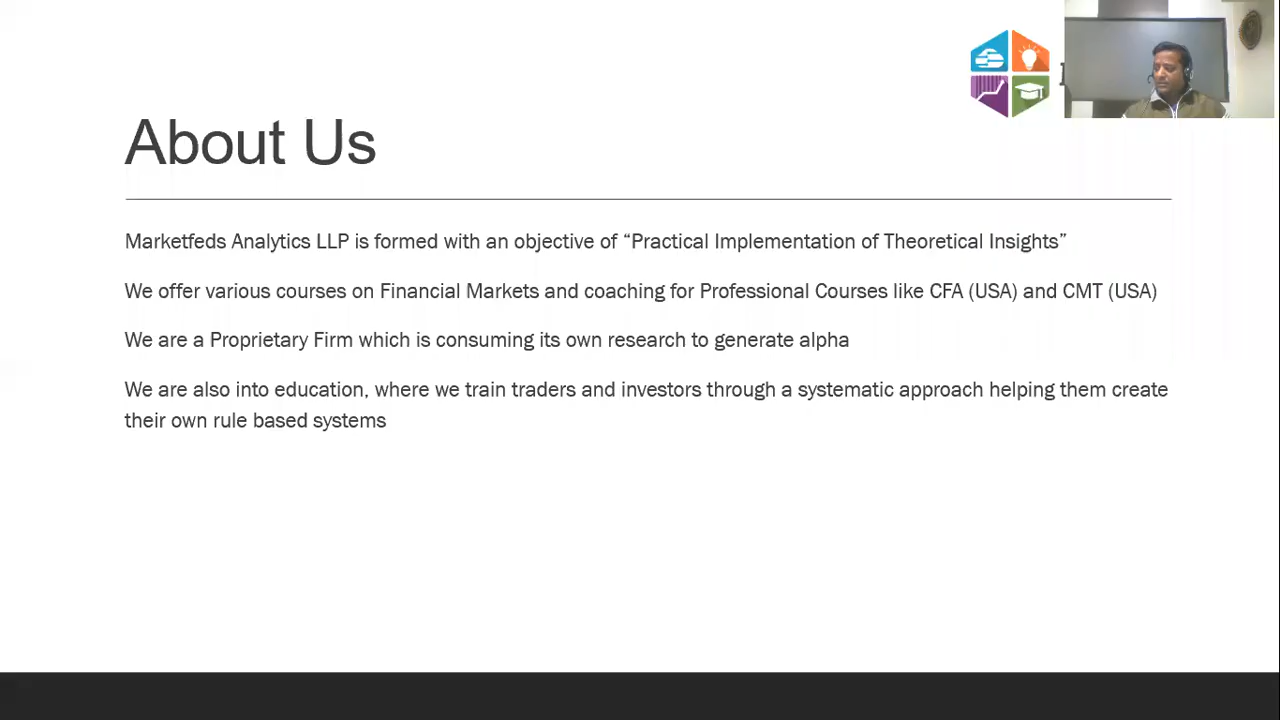 About Us
Marketfeds Analytics LLP is formed with an objective of “Practical Implementation of Theoretical Insights”
We offer various courses on Financial Markets and coaching for Professional Courses like CFA (USA) and CMT (USA)
We are a Proprietary Firm which is consuming its own research to generate alpha
We are also into education, where we train traders and investors through a systematic approach helping them create
their own rule based systems